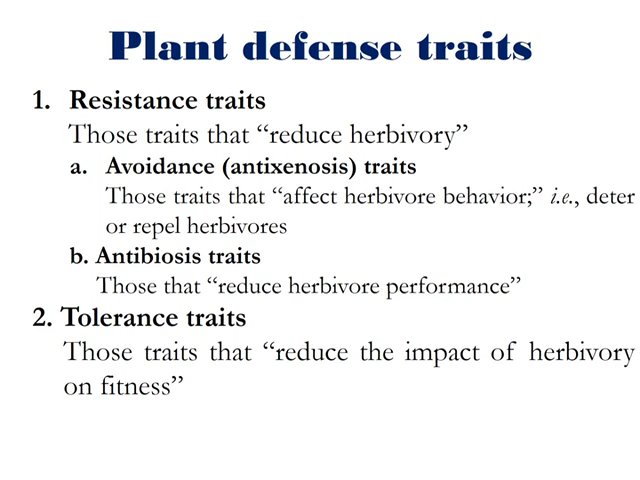 Plant defense traits
1. Resistance traits
Those traits that “reduce herbivory”
a. Avoidance (antixenosis) traits
Those traits that “affect herbivore behavior;” i.e., deter
or repel herbivores
b. Antibiosis traits
Those that “reduce herbivore performance”
2. Tolerance traits
Those traits that “reduce the impact of herbivory
on fitness”